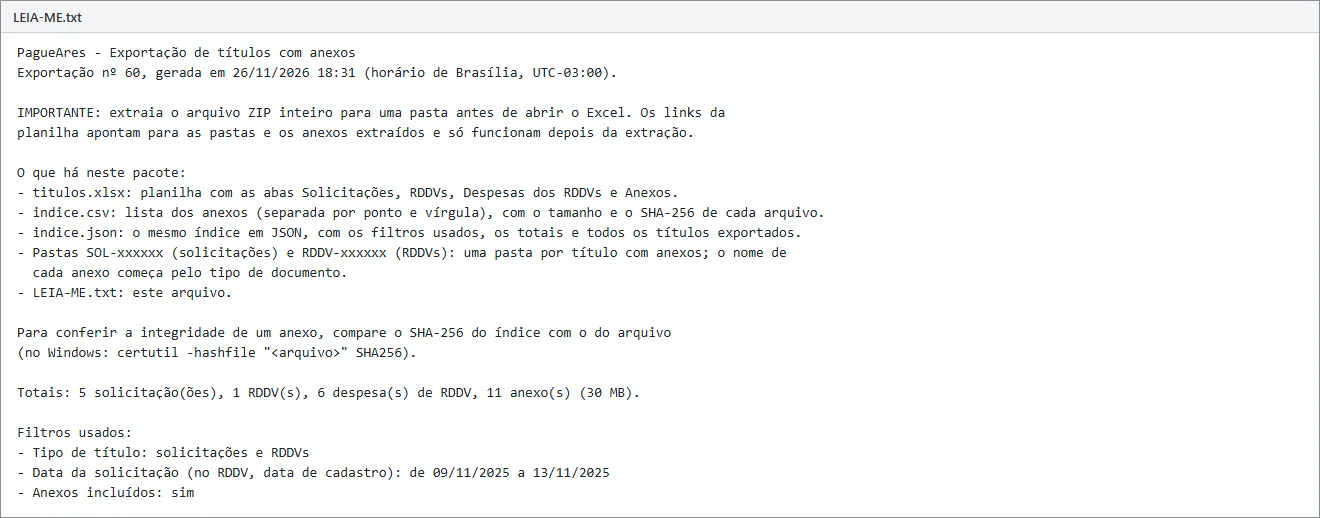 LEIA-ME.txt
PagueAres - Exportação de títulos com anexos
Exportação nº 60, gerada em 26/11/2026 18:31 (horário de Brasília, UTC-03:00).
IMPORTANTE: extraia o arquivo ZIP inteiro para uma pasta antes de abrir o Excel. Os links da
planilha apontam para as pastas e os anexos extraídos e só funcionam depois da extração.
O que há neste pacote:
- titulos.xlsx: planilha com as abas Solicitações, RDDVs, Despesas dos RDDVs e Anexos.
- indice.csv: lista dos anexos (separada por ponto e vírgula), com o tamanho e o SHA-256 de cada arquivo.
- indice.json: o mesmo índice em JSON, com os filtros usados, os totais e todos os títulos exportados.
- Pastas SOL-xxxxxx (solicitações) e RDDV-xxxxxx (RDDVs): uma pasta por título com anexos; o nome de
cada anexo começa pelo tipo de documento.
- LEIA-ME.txt: este arquivo.
Para conferir a integridade de um anexo, compare o SHA-256 do índice com o do arquivo
(no Windows: certutil -hashfile "<arquivo>" SHA256).
Totais: 5 solicitação(ões), 1 RDDV(s), 6 despesa(s) de RDDV, 11 anexo(s) (30 MB).
Filtros usados:
- Tipo de título: solicitações e RDDVs
- Data da solicitação (no RDDV, data de cadastro): de 09/11/2025 a 13/11/2025
- Anexos incluídos: sim